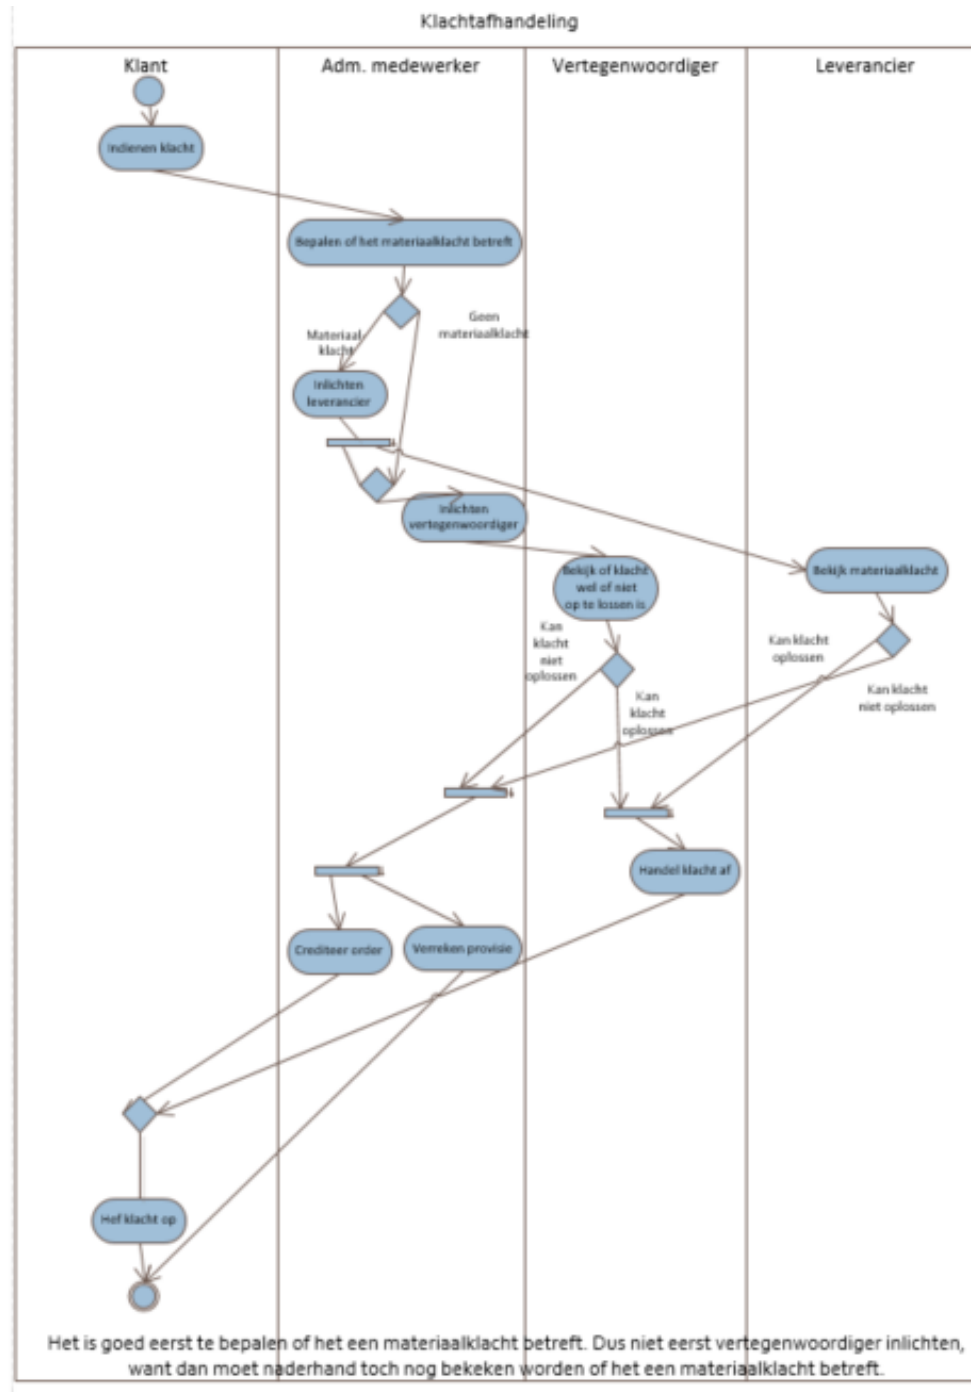 Klachtafhandeling
Klant
Adm. medewerker
Vertegenwoordiger
Leverancier
Indienen klacht
Bepalen of het materiaalklacht betreft
Materiaal-
klacht
Geen
materiaalklacht
Inlichten
leverancier
Inlichten
vertegenwoordiger
Bekijk of klacht
wel of niet
op te lossen is
Bekijk materiaalklacht
Kan
klacht
niet
oplossen
Kan
klacht
oplossen
Kan klacht
oplossen
Kan klacht
niet oplossen
Handel klacht af
Crediteer order
Verreken provisie
Hef klacht op
Het is goed eerst te bepalen of het een materiaalklacht betreft. Dus niet eerst vertegenwoordiger inlichten,
want dan moet naderhand toch nog bekeken worden of het een materiaalklacht betreft.